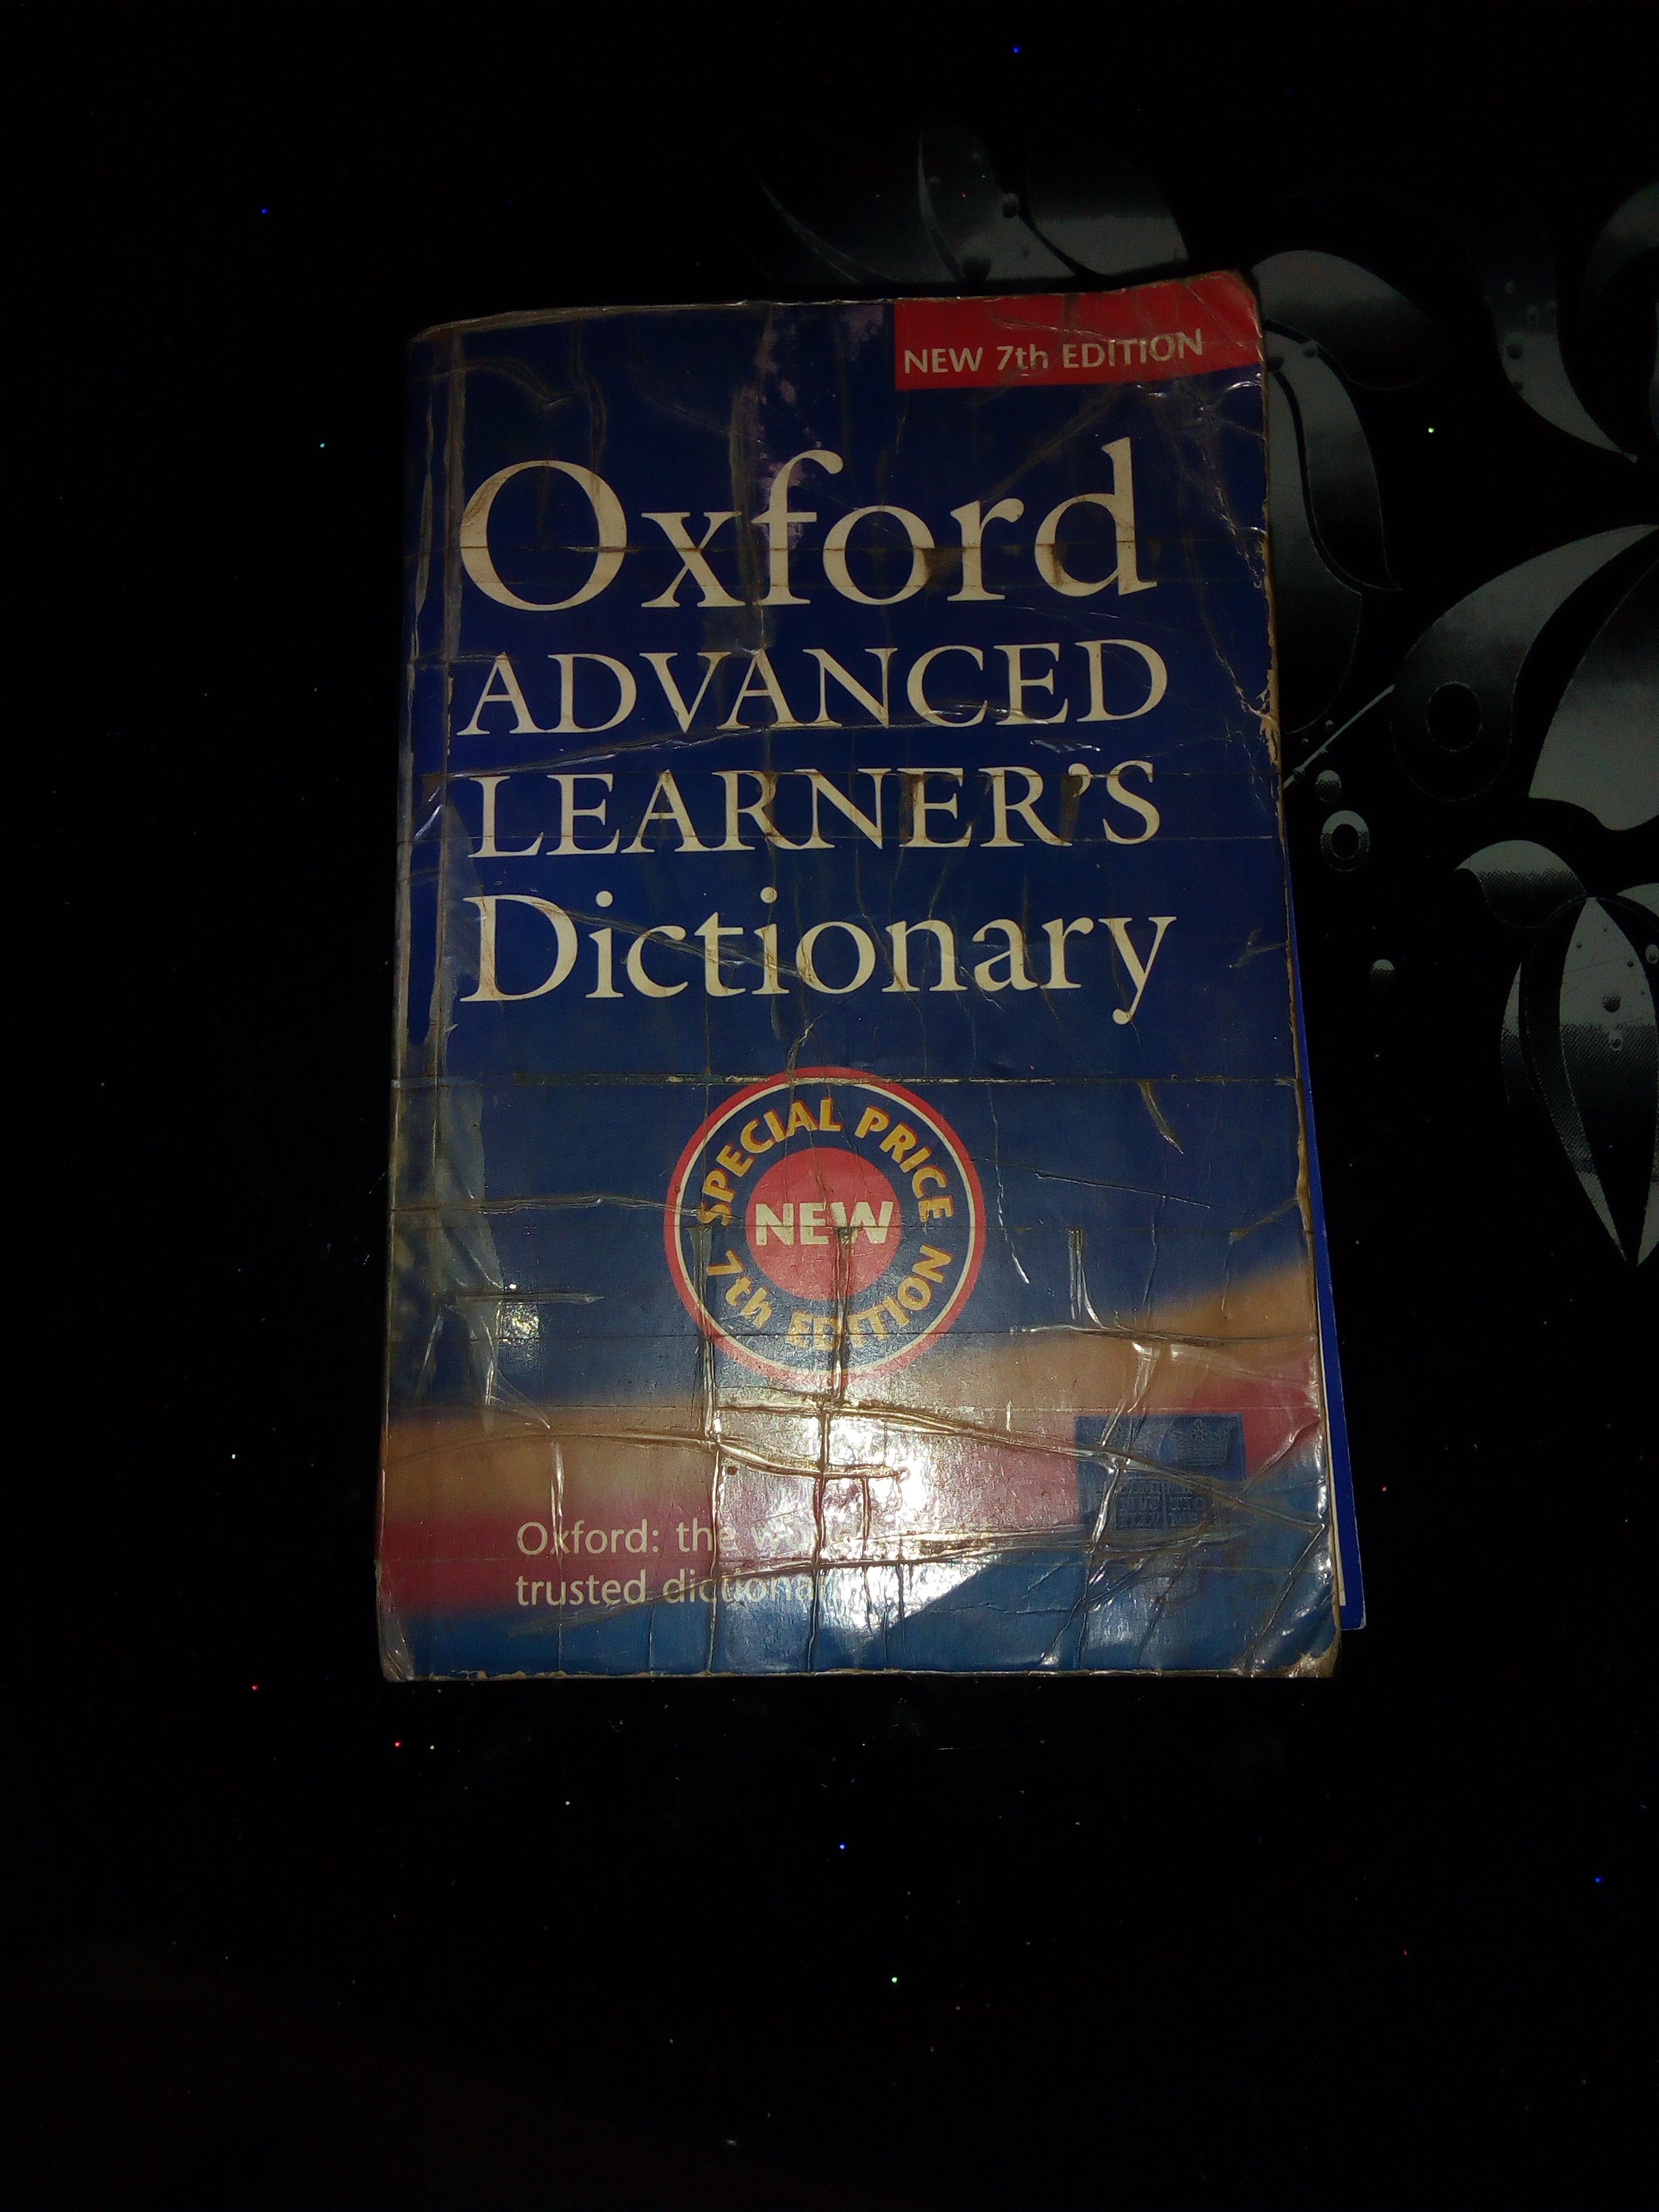 NEW 7th EDITION
Oxford
ADVANCED
LEARNER'S
Dictionary
SPECIAL PRICE
NEW
7th EDITION
Oxford: the
trusted